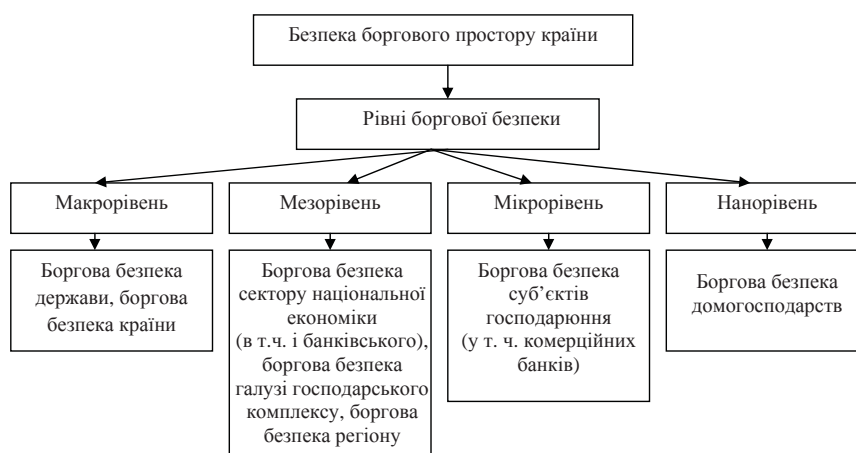 Безпека боргового простору країни
Рівні боргової безпеки
Макрорівень
Мезорівень
Мікрорівень
Нанорівень
Боргова безпека
держави, боргова
безпека країни
Боргова безпека
сектору національної
економіки
(в т.ч. і банківського),
боргова безпека
галузі господарського
комплексу, боргова
безпека регіону
Боргова безпека
суб’єктів
господарюння
(у т. ч. комерційних
банків)
Боргова безпека
домогосподарств